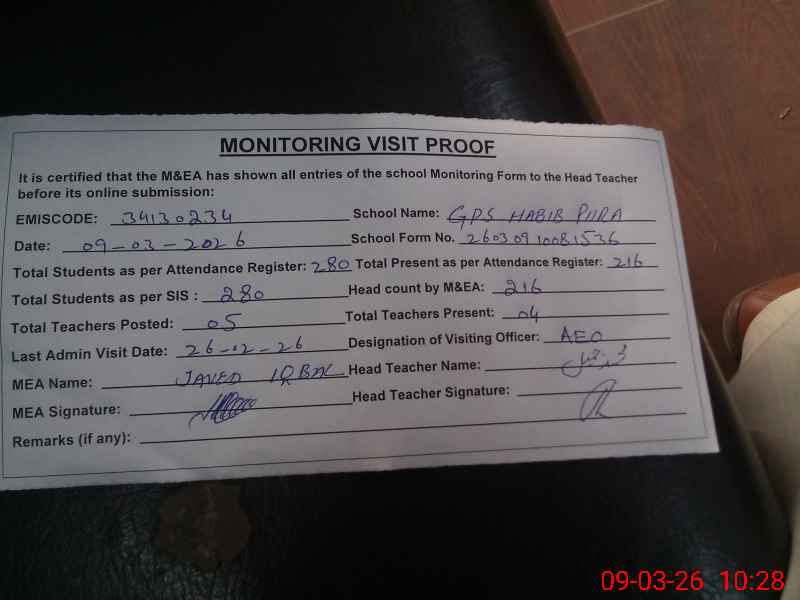 MONITORING VISIT PROOF
It is certified that the M&EA has shown all entries of the school Monitoring Form to the Head Teacher
before its online submission:
EMISCODE: 34130234 School Name: GPS HABIB PURA
Date: 09-03-2026 School Form No. 26030910081536
Total Students as per Attendance Register: 280 Total Present as per Attendance Register: 216
Total Students as per SIS : 280 Head count by M&EA: 216
Total Teachers Posted: 05 Total Teachers Present: 04
Last Admin Visit Date: 26-02-26 Designation of Visiting Officer: AEO
MEA Name: JAVED IQBAL Head Teacher Name:
MEA Signature: Head Teacher Signature:
Remarks (if any):
09-03-26 10:28